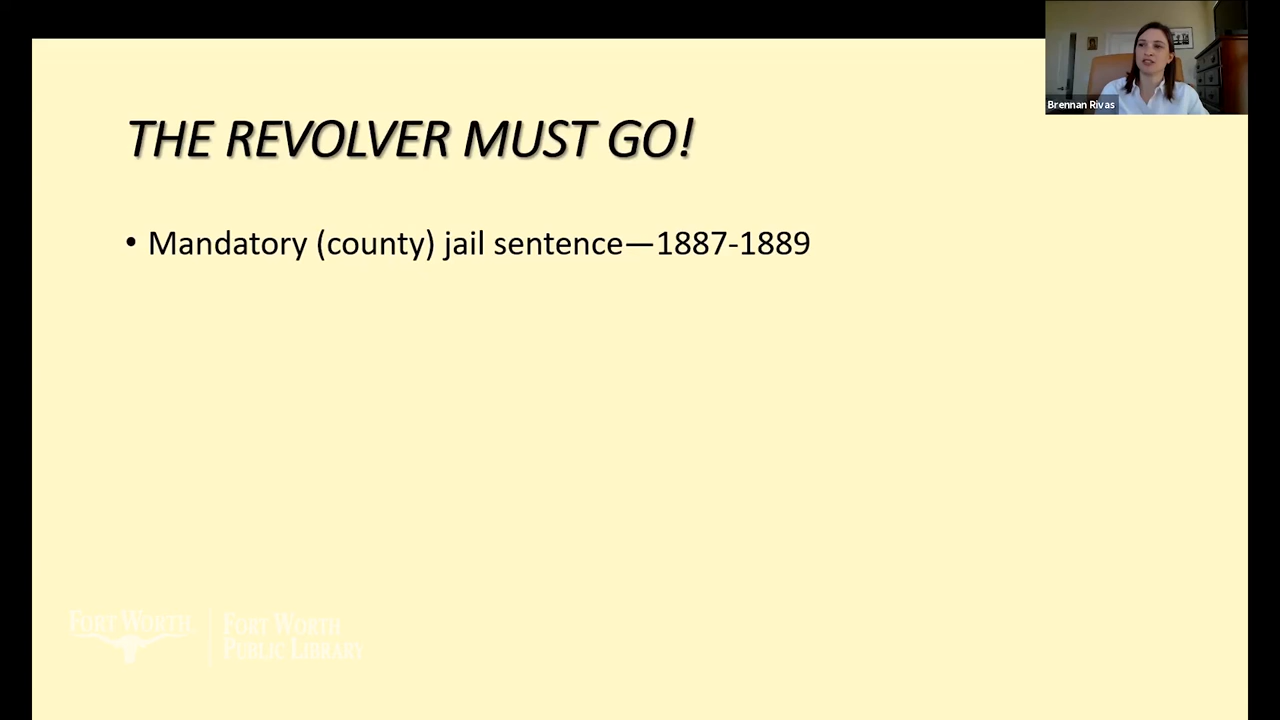 Brennan Rivas
THE REVOLVER MUST GO!
• Mandatory (county) jail sentence—1887-1889
FORT WORTH
FORT WORTH
PUBLIC LIBRARY